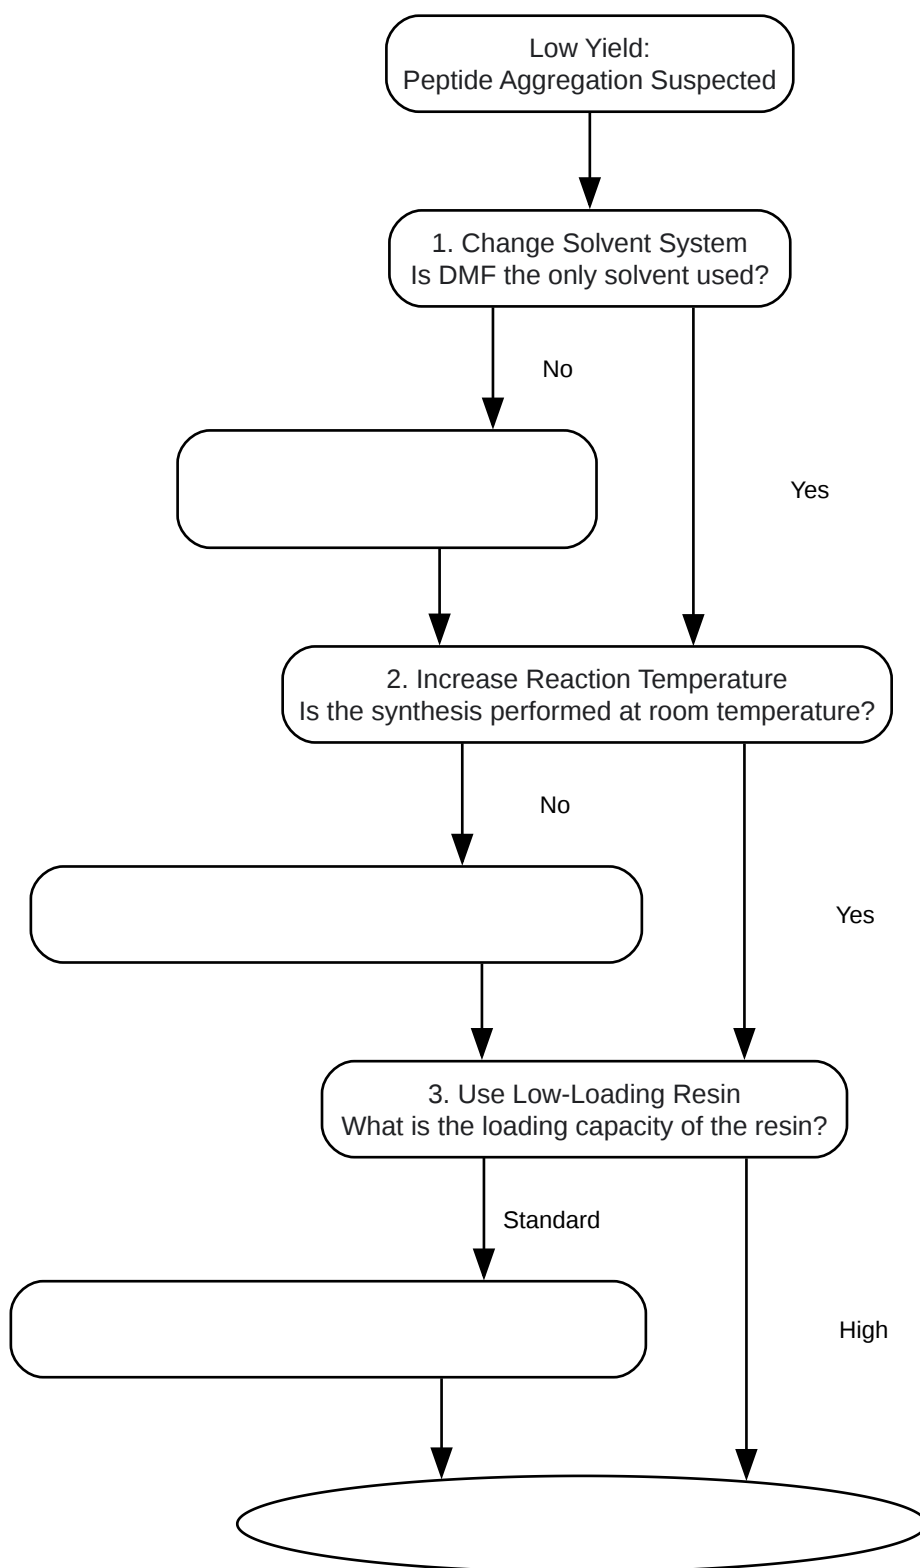 Low Yield:
Peptide Aggregation Suspected
1. Change Solvent System
Is DMF the only solvent used?
No
Yes
2. Increase Reaction Temperature
Is the synthesis performed at room temperature?
No
Yes
3. Use Low-Loading Resin
What is the loading capacity of the resin?
Standard
High